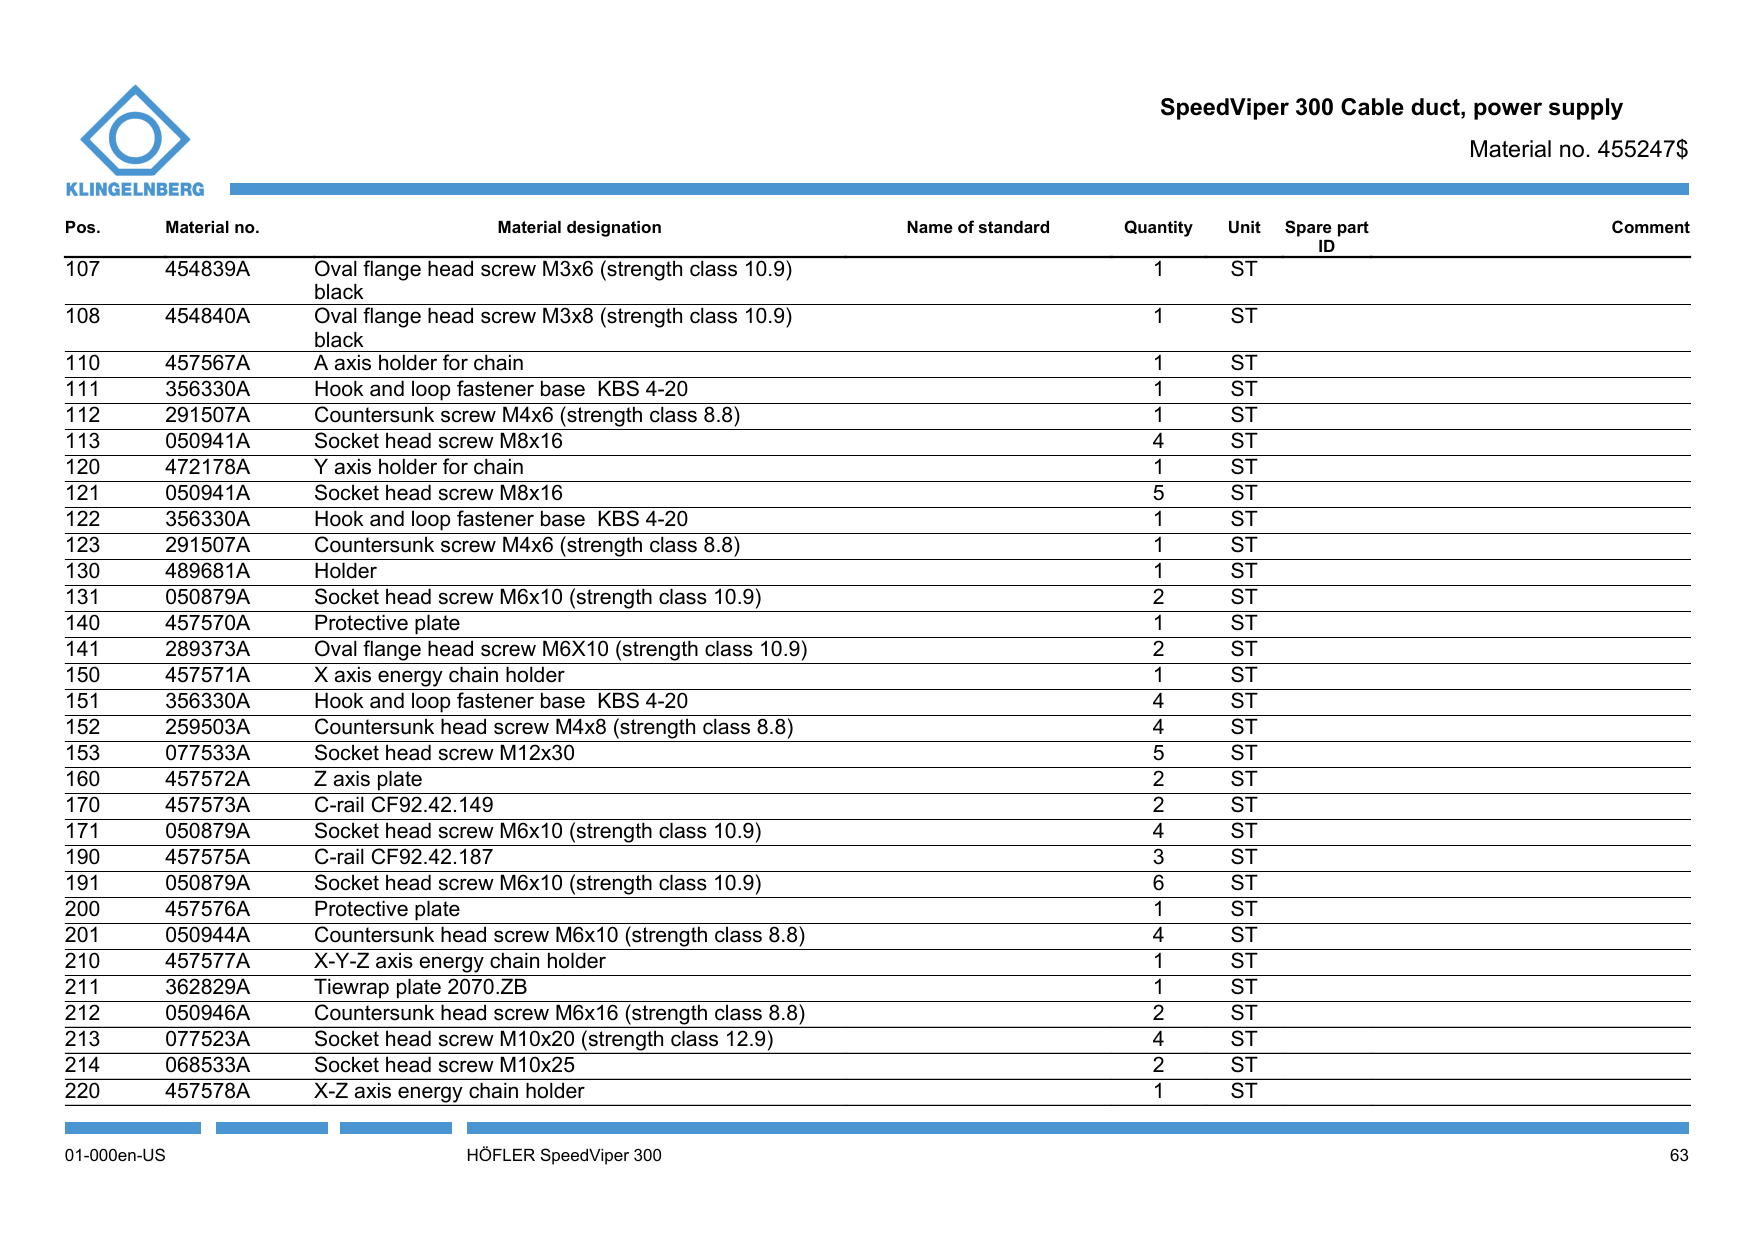 SpeedViper 300 Cable duct, power supply
Material no. 455247$
KLINGELNBERG
Pos. Material no. Material designation Name of standard Quantity Unit Spare part ID Comment
107 454839A Oval flange head screw M3x6 (strength class 10.9) 1 ST
black
108 454840A Oval flange head screw M3x8 (strength class 10.9) 1 ST
black
110 457567A A axis holder for chain 1 ST
111 356330A Hook and loop fastener base  KBS 4-20 1 ST
112 291507A Countersunk screw M4x6 (strength class 8.8) 1 ST
113 050941A Socket head screw M8x16 4 ST
120 472178A Y axis holder for chain 1 ST
121 050941A Socket head screw M8x16 5 ST
122 356330A Hook and loop fastener base  KBS 4-20 1 ST
123 291507A Countersunk screw M4x6 (strength class 8.8) 1 ST
130 489681A Holder 1 ST
131 050879A Socket head screw M6x10 (strength class 10.9) 2 ST
140 457570A Protective plate 1 ST
141 289373A Oval flange head screw M6X10 (strength class 10.9) 2 ST
150 457571A X axis energy chain holder 1 ST
151 356330A Hook and loop fastener base  KBS 4-20 4 ST
152 259503A Countersunk head screw M4x8 (strength class 8.8) 4 ST
153 077533A Socket head screw M12x30 5 ST
160 457572A Z axis plate 2 ST
170 457573A C-rail CF92.42.149 2 ST
171 050879A Socket head screw M6x10 (strength class 10.9) 4 ST
190 457575A C-rail CF92.42.187 3 ST
191 050879A Socket head screw M6x10 (strength class 10.9) 6 ST
200 457576A Protective plate 1 ST
201 050944A Countersunk head screw M6x10 (strength class 8.8) 4 ST
210 457577A X-Y-Z axis energy chain holder 1 ST
211 362829A Tiewrap plate 2070.ZB 1 ST
212 050946A Countersunk head screw M6x16 (strength class 8.8) 2 ST
213 077523A Socket head screw M10x20 (strength class 12.9) 4 ST
214 068533A Socket head screw M10x25 2 ST
220 457578A X-Z axis energy chain holder 1 ST
01-000en-US HÖFLER SpeedViper 300 63